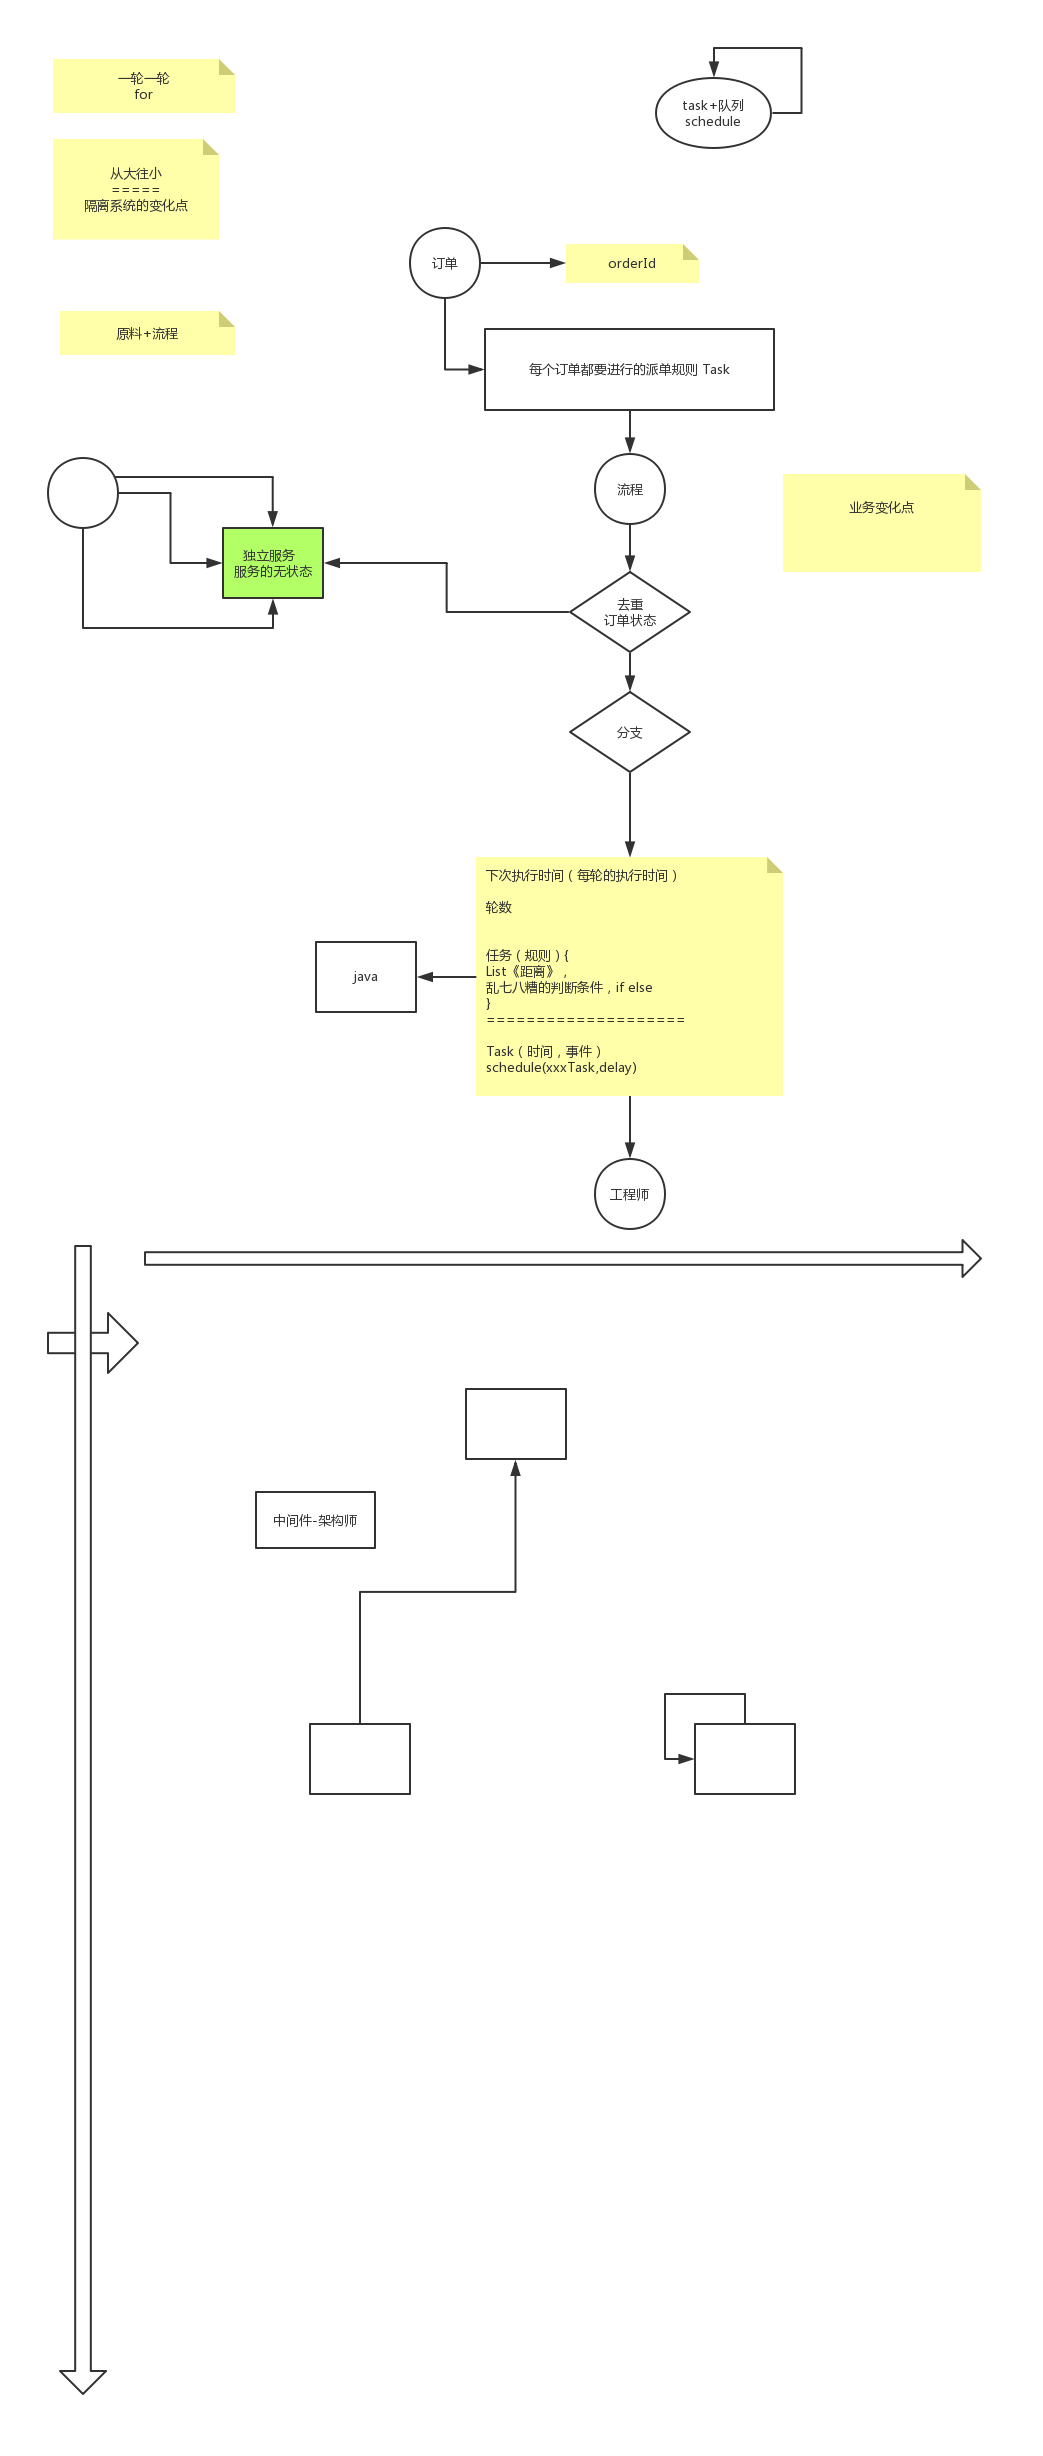 一轮一轮
for
task+队列
schedule
从大往小
=====
隔离系统的变化点
订单
orderId
原料+流程
每个订单都要进行的派单规则 Task
流程
业务变化点
独立服务
服务的无状态
去重
订单状态
分支
下次执行时间（每轮的执行时间）
轮数
任务（规则）{
List《距离》，
乱七八糟的判断条件，if else
}
====================
Task（时间，事件）
schedule(xxxTask,delay)
java
工程师
中间件-架构师